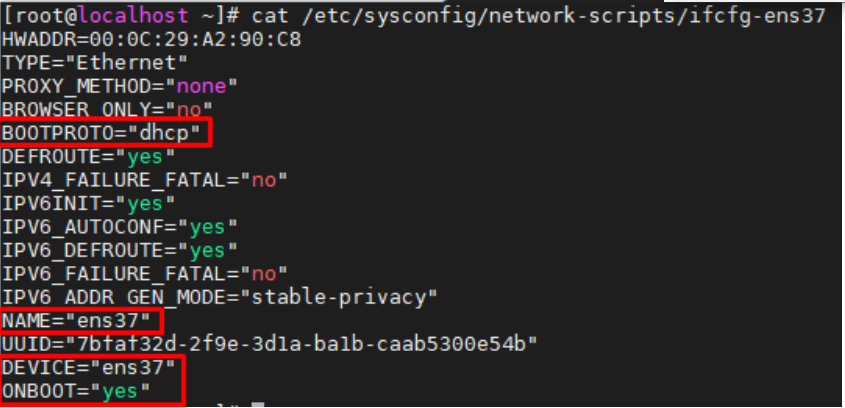 [root@localhost ~]# cat /etc/sysconfig/network-scripts/ifcfg-ens37
HWADDR=00:0C:29:A2:90:C8
TYPE="Ethernet"
PROXY_METHOD="none"
BROWSER_ONLY="no"
BOOTPROTO="dhcp"
DEFROUTE="yes"
IPV4_FAILURE_FATAL="no"
IPV6INIT="yes"
IPV6_AUTOCONF="yes"
IPV6_DEFROUTE="yes"
IPV6_FAILURE_FATAL="no"
IPV6_ADDR_GEN_MODE="stable-privacy"
NAME="ens37"
UUID="7bfaf32d-2f9e-3d1a-ba1b-caab5300e54b"
DEVICE="ens37"
ONBOOT="yes"